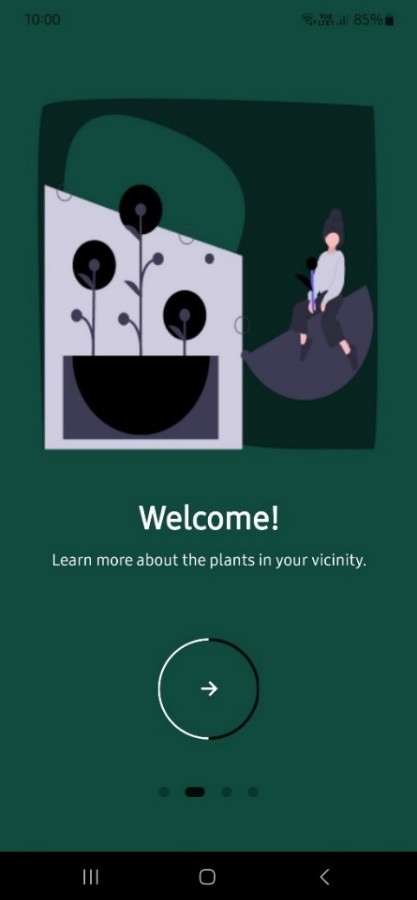 10:00
85%
Welcome!
Learn more about the plants in your vicinity.